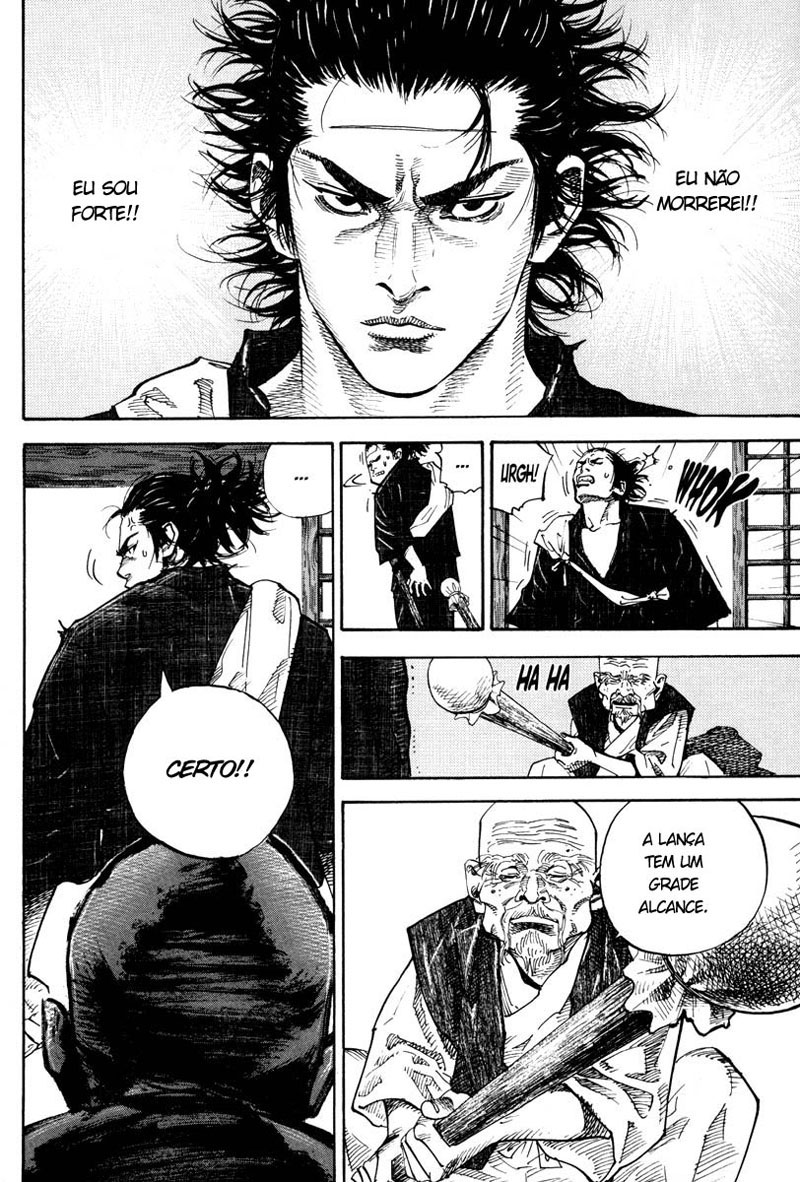 EU NÃO
MORREREI!!
EU SOU
FORTE!!
WHOK
URGH!
...
HA HA
A LANÇA
TEM UM
GRADE
ALCANCE.
...
CERTO!!